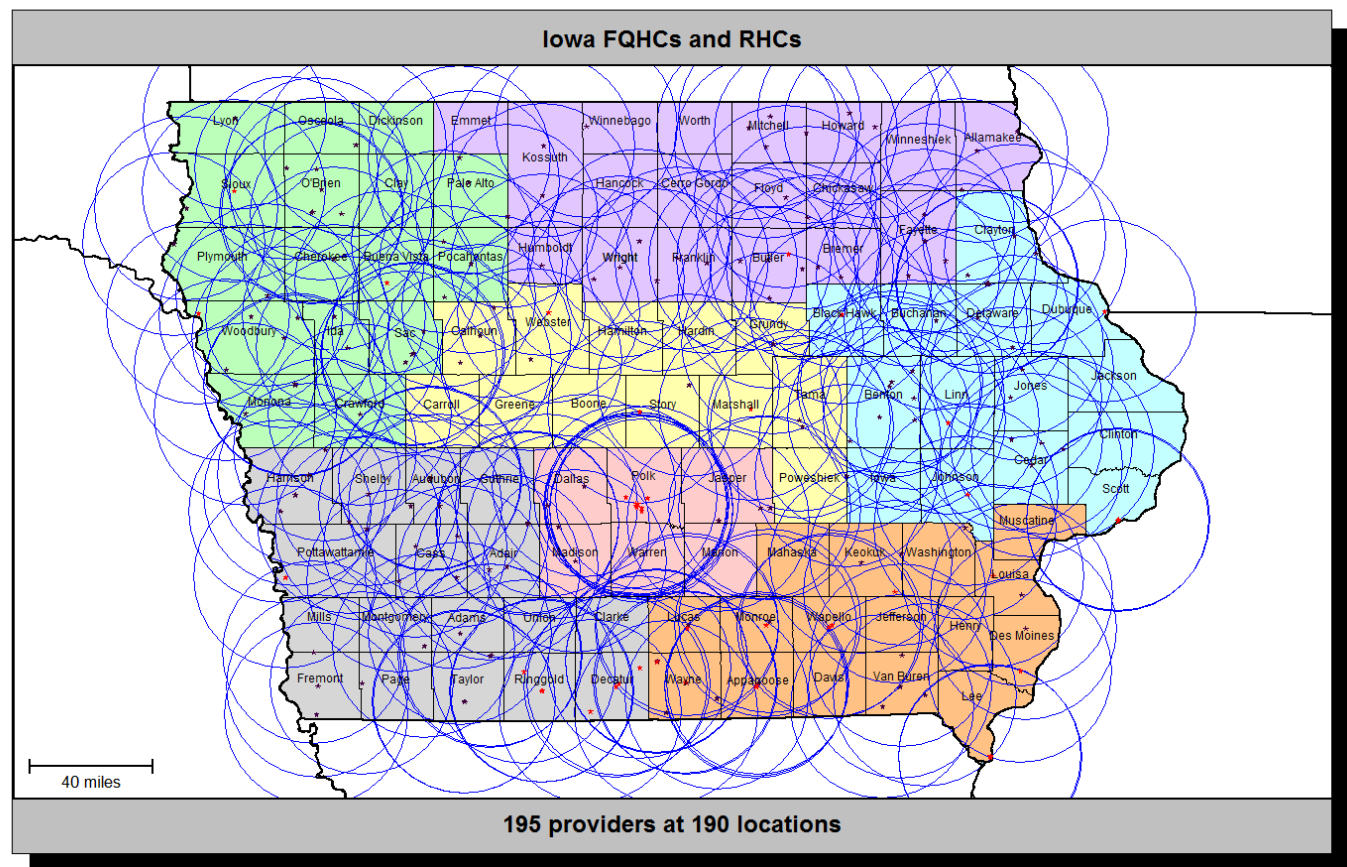 Iowa FQHCs and RHCs
Lyon Osceola Dickinson Emmet Winnebago Worth Mitchell Howard Winneshiek Allamakee
Kossuth
Sioux O'Brien Clay Palo Alto Hancock Cerro Gordo Floyd Chickasaw
Fayette Clayton
Plymouth Cherokee Buena Vista Pocahontas Humboldt Wright Franklin Butler Bremer
Woodbury Ida Sac Calhoun Webster Hamilton Hardin Grundy Black Hawk Buchanan Delaware Dubuque
Jackson
Monona Crawford Carroll Greene Boone Story Marshall Tama Benton Linn Jones
Clinton
Cedar
Harrison Shelby Audubon Guthrie Dallas Polk Jasper Poweshiek Iowa Johnson
Scott
Muscatine
Pottawattamie Cass Adair Madison Warren Marion Mahaska Keokuk Washington
Louisa
Mills Montgomery Adams Union Clarke Lucas Monroe Wapello Jefferson Henry
Des Moines
Fremont Page Taylor Ringgold Decatur Wayne Appanoose Davis Van Buren
Lee
40 miles
195 providers at 190 locations